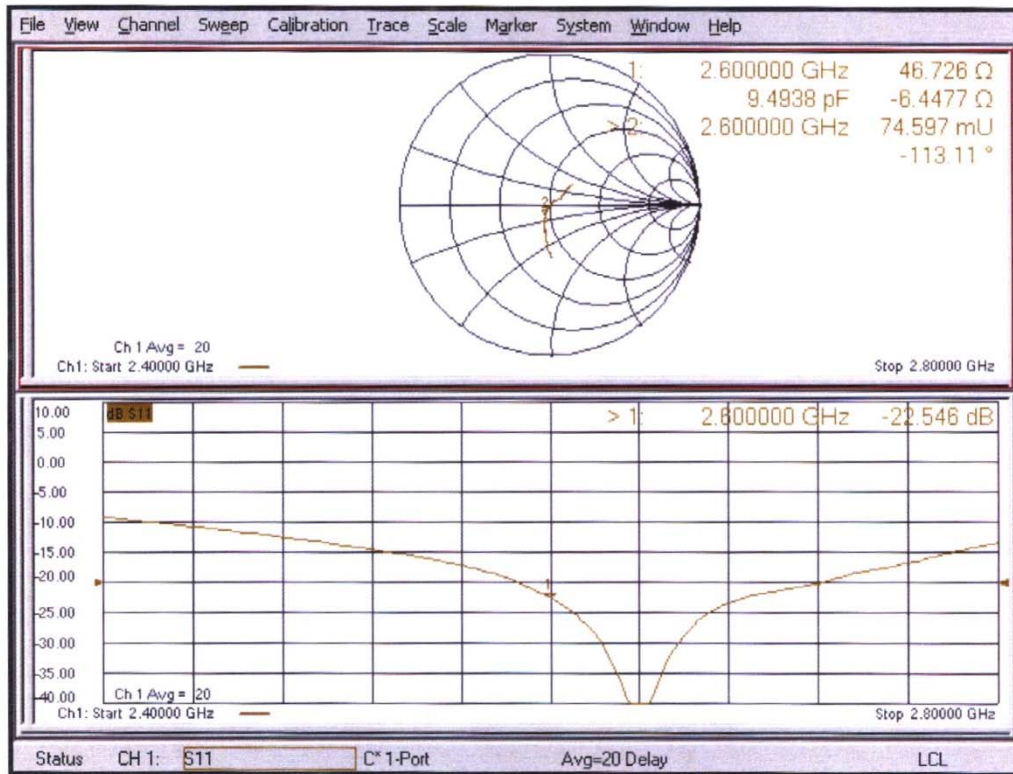 File View Channel Sweep Calibration Trace Scale Marker System Window Help
1: 2.600000 GHz 46.726 Ω
9.4938 pF -6.4477 Ω
> 2: 2.600000 GHz 74.597 mU
-113.11 °
2
Ch 1 Avg = 20
Ch1: Start 2.40000 GHz Stop 2.80000 GHz
10.00 dB S11 > 1: 2.600000 GHz -22.546 dB
5.00
0.00
-5.00
-10.00
-15.00
-20.00
1
-25.00
-30.00
-35.00
-40.00 Ch 1 Avg = 20
Ch1: Start 2.40000 GHz Stop 2.80000 GHz
Status CH 1: S11 C* 1-Port Avg=20 Delay LCL